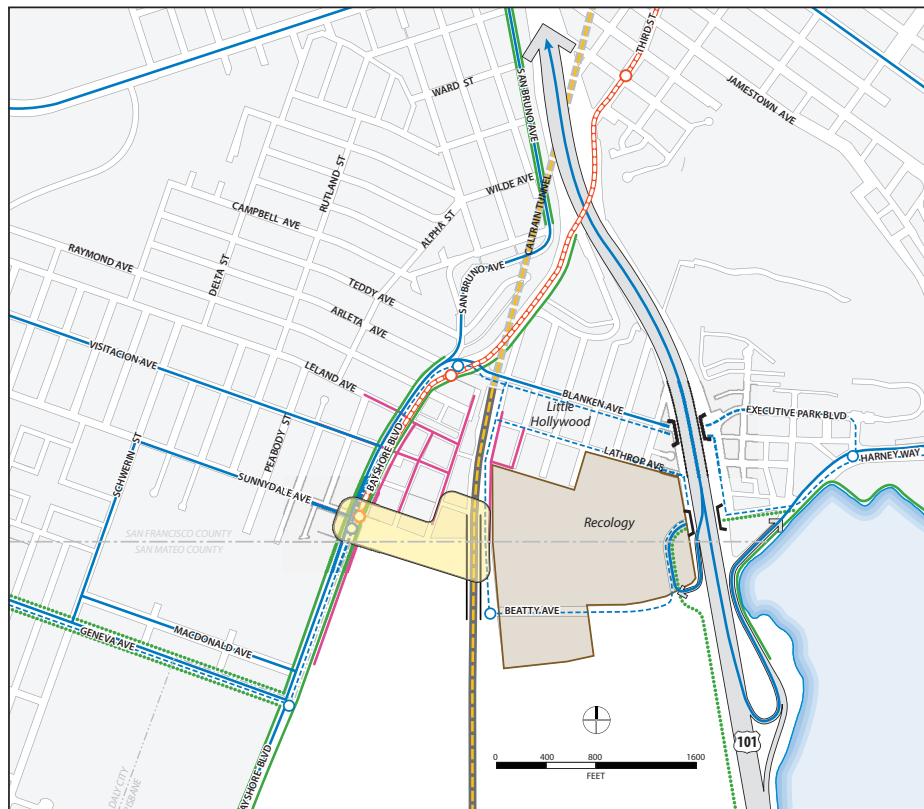 THIRD ST
SAN BRUNO AVE
WARD ST
JAMESTOWN AVE
RUTLAND ST
WILDE AVE
CALTRAIN TUNNEL
CAMPBELL AVE
ALPHA ST
RAYMOND AVE
DELTA ST
SAN BRUNO AVE
TEDDY AVE
ARLETA AVE
VISITACION AVE
LELAND AVE
BLANKEN AVE
Little
Hollywood
EXECUTIVE PARK BLVD
BAYSHORE BLVD
PEABODY ST
LATHROP AVE
HARNEY WAY
SCHWERIN ST
SUNNYDALE AVE
Recology
SAN FRANCISCO COUNTY
SAN MATEO COUNTY
BEATTY AVE
MACDONALD AVE
GENEVA AVE
101
0 400 800 1600
FEET
BAYSHORE BLVD
DALY CITY